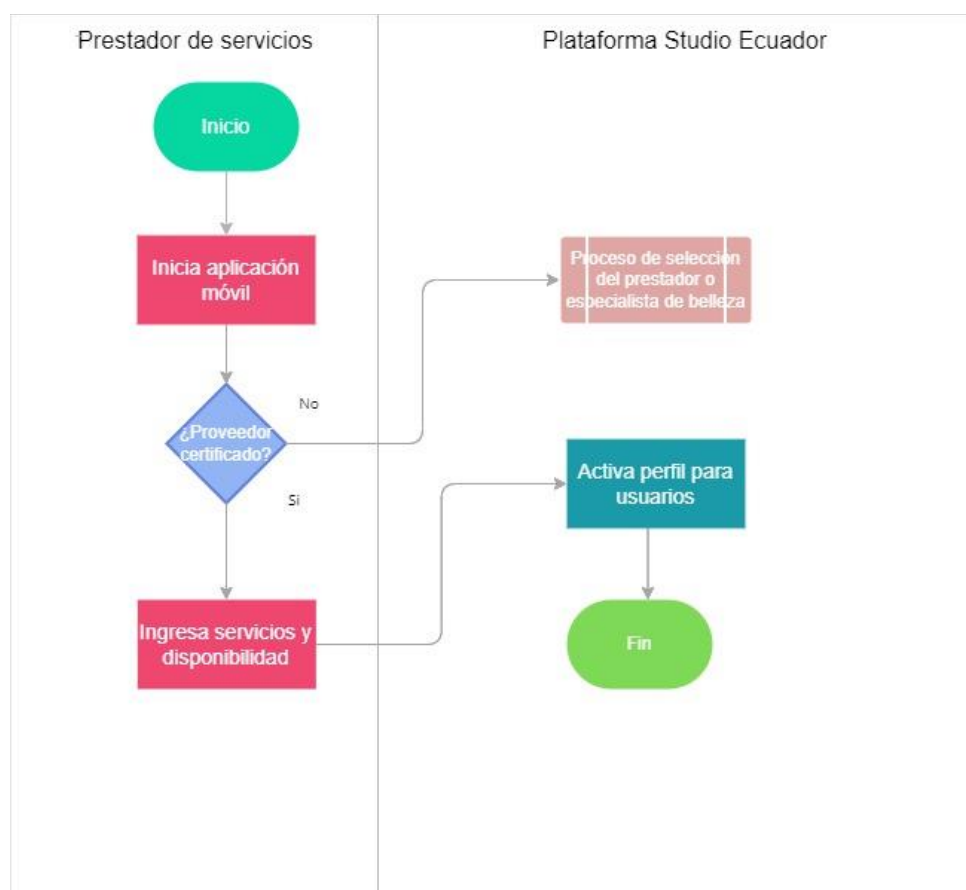 Prestador de servicios
Plataforma Studio Ecuador
Inicio
Inicia aplicación
móvil
Proceso de selección
del prestador o
especialista de belleza
No
¿Proveedor
certificado?
Si
Activa perfil para
usuarios
Ingresa servicios y
disponibilidad
Fin